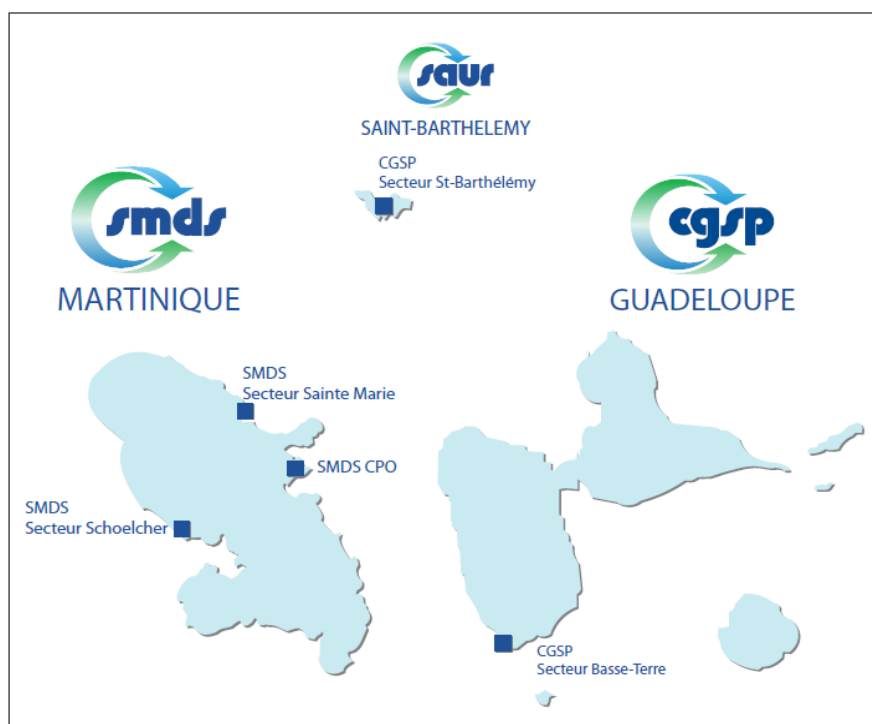 saur
SAINT-BARTHELEMY
CGSP
Secteur St-Barthélémy
smds
MARTINIQUE
cgsp
GUADELOUPE
SMDS
Secteur Sainte Marie
SMDS CPO
SMDS
Secteur Schoelcher
CGSP
Secteur Basse-Terre